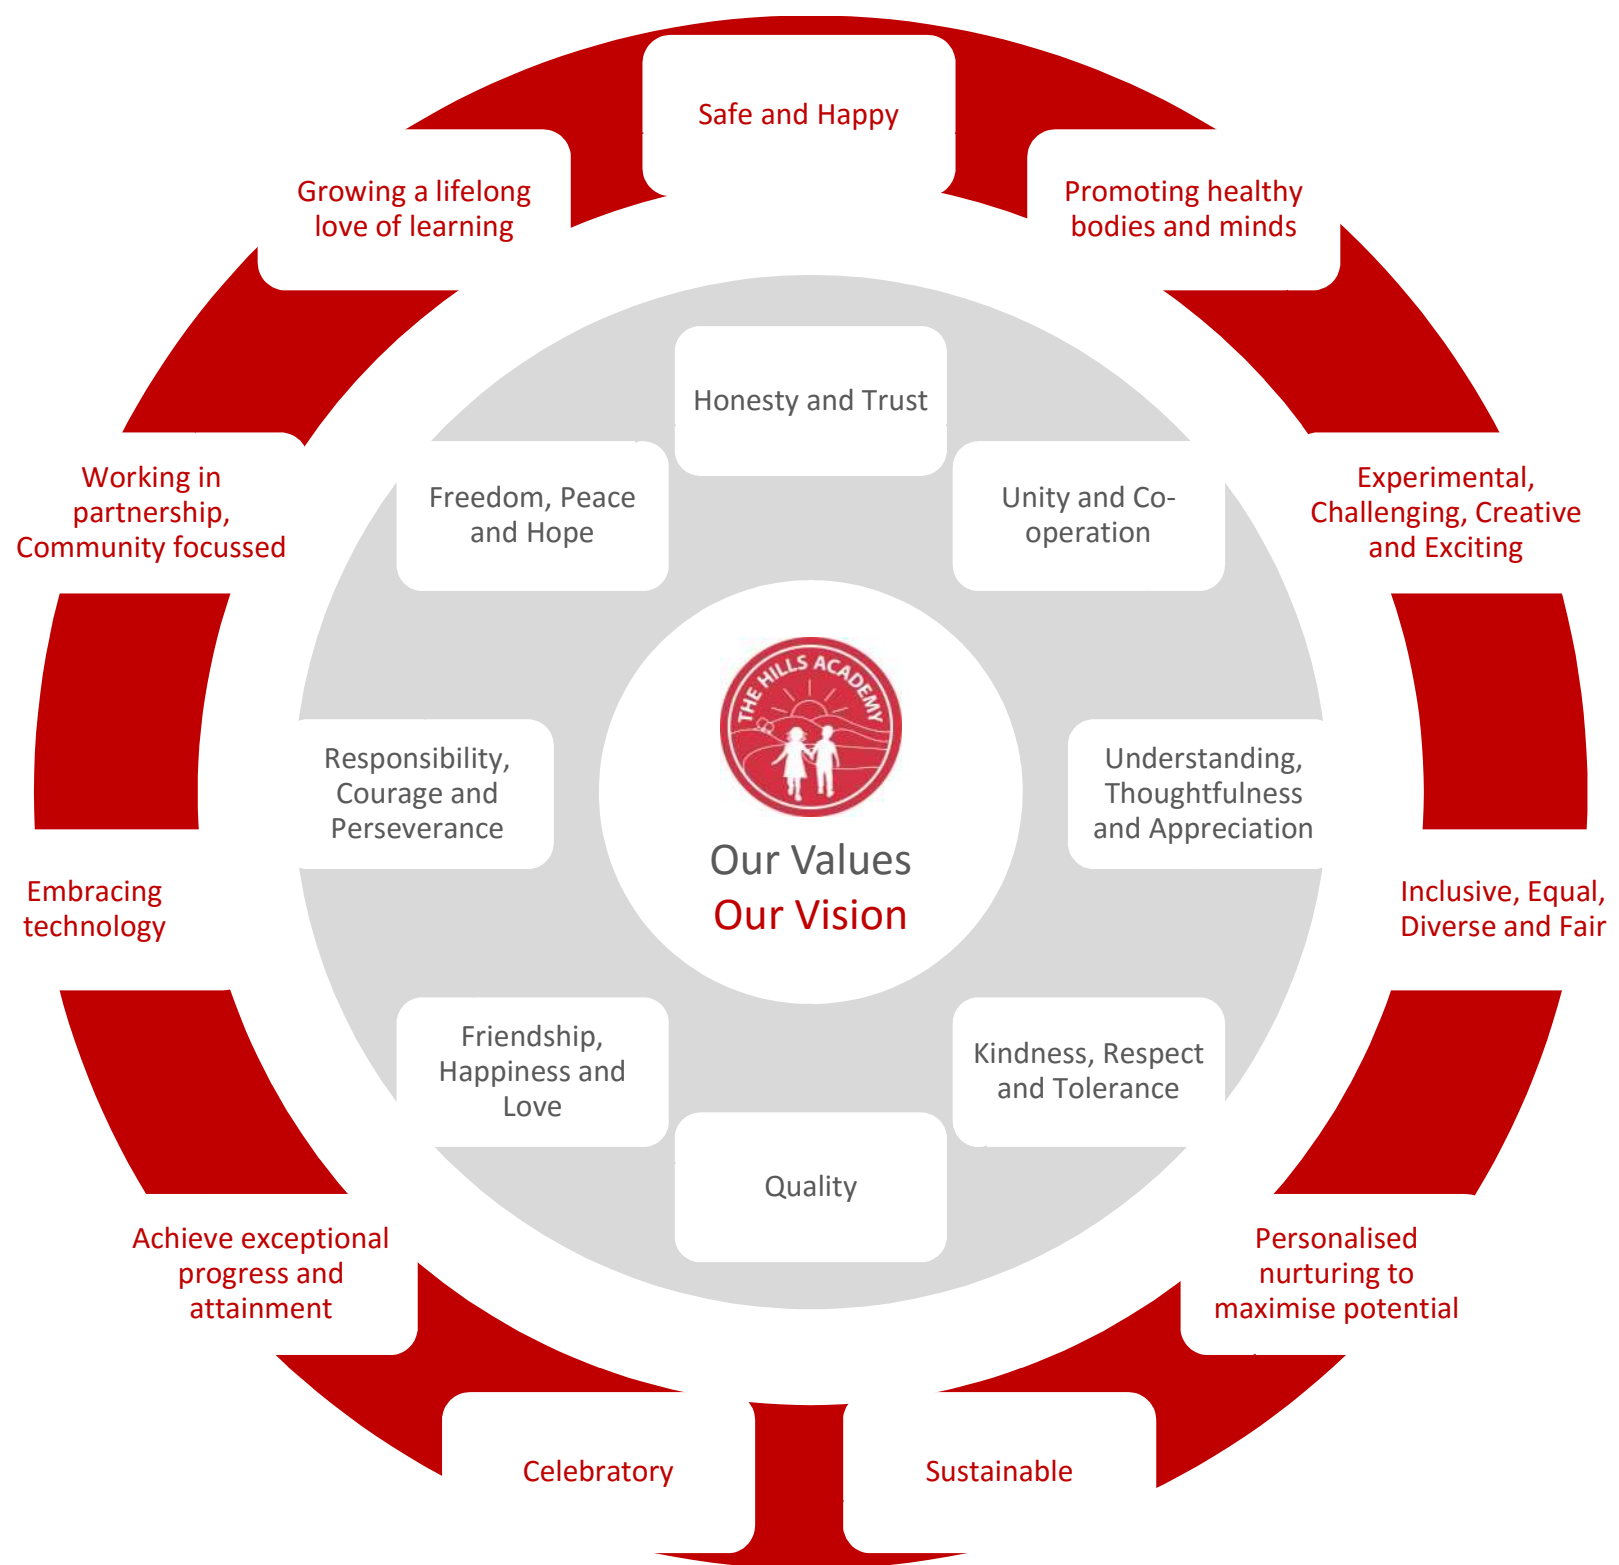 Safe and Happy
Growing a lifelong
love of learning
Promoting healthy
bodies and minds
Honesty and Trust
Working in
partnership,
Community focussed
Freedom, Peace
and Hope
Unity and Co-
operation
Experimental,
Challenging, Creative
and Exciting
THE HILLS ACADEMY
Responsibility,
Courage and
Perseverance
Understanding,
Thoughtfulness
and Appreciation
Our Values
Our Vision
Embracing
technology
Inclusive, Equal,
Diverse and Fair
Friendship,
Happiness and
Love
Kindness, Respect
and Tolerance
Quality
Achieve exceptional
progress and
attainment
Personalised
nurturing to
maximise potential
Celebratory
Sustainable